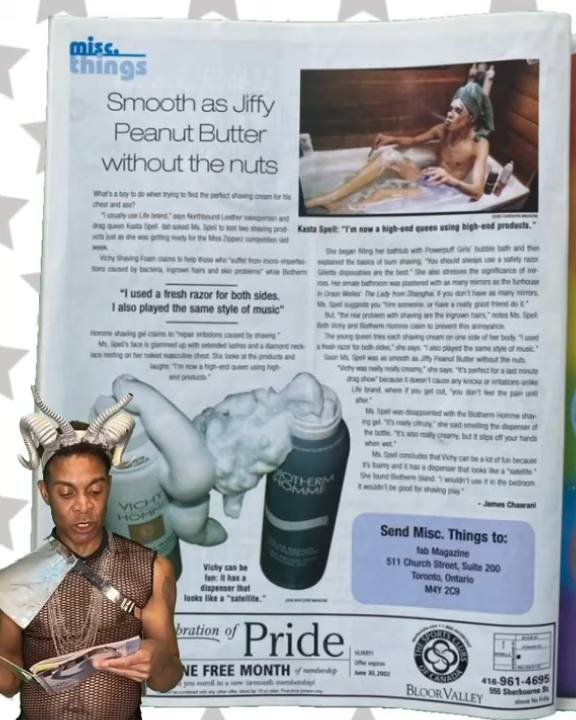 misc.
things
Smooth as Jiffy
Peanut Butter
without the nuts
What's a boy to do when trying to find the perfect shaving cream for his
chest and ass?
"I usually use Life brand," says Northbound Leather salesperson and
drag queen Kasta Spell. fab asked Ms. Spell to test two shaving prod-
ucts just as she was getting ready for the Miss Zippers competition last
week.
Vichy Shaving Foam claims to help those who "suffer from micro-imperfec-
tions caused by bacteria, ingrown hairs and skin problems" while Biotherm
"I used a fresh razor for both sides.
I also played the same style of music"
Homme shaving gel claims to "repair irritations caused by shaving."
Ms. Spell's face is glammed up with extended lashes and a diamond neck-
lace resting on her naked masculine chest. She looks at the products and
laughs: "I'm now a high-end queen using high-
end products."
Kasta Spell: "I'm now a high-end queen using high-end products."
She began filling her bathtub with Powerpuff Girls' bubble bath and then
explained the basics of bum shaving. "You should always use a safety razor
Gillette disposables are the best." She also stresses the significance of mir-
rors. Her ornate bathroom was plastered with as many mirrors as the funhouse
in Orson Welles' The Lady from Shanghai. If you don't have as many mirrors,
Ms. Spell suggests you "hire someone, or have a really good friend do it."
But, "the real problem with shaving are the ingrown hairs," notes Ms. Spell.
Both Vichy and Biotherm Homme claim to prevent this annoyance.
The young queen tries each shaving cream on one side of her body. "I used
a fresh razor for both sides," she says. "I also played the same style of music."
Soon Ms. Spell was as smooth as Jiffy Peanut Butter without the nuts.
"Vichy was really really creamy," she says. "It's perfect for a last minute
drag show" because it doesn't cause any knicks or irritations unlike
Life brand, where if you get cut, "you don't feel the pain until
after."
Ms. Spell was disappointed with the Biotherm Homme shav-
ing gel. "It's really citrusy," she said smelling the dispenser of
the bottle. "It's also really creamy, but it slips off your hands
when wet."
Ms. Spell concludes that Vichy can be a lot of fun because
it's foamy and it has a dispenser that looks like a "satellite."
She found Biotherm bland: "I wouldn't use it in the bedroom.
It wouldn't be good for shaving play."
- James Chaarani
VICHY
HOMME
BIOTHERM
HOMME
Vichy can be
fun: it has a
dispenser that
looks like a "satellite."
Send Misc. Things to:
fab Magazine
511 Church Street, Suite 200
Toronto, Ontario
M4Y 2C9
bration of Pride
NE FREE MONTH of membership
you enroll in a new 12-month membership!
HURRY!
Offer expires
June 30, 2002
THE SPORTS CLUBS
OF CANADA
BLOOR VALLEY
416-961-4695
555 Sherbourne St.
above No Frills